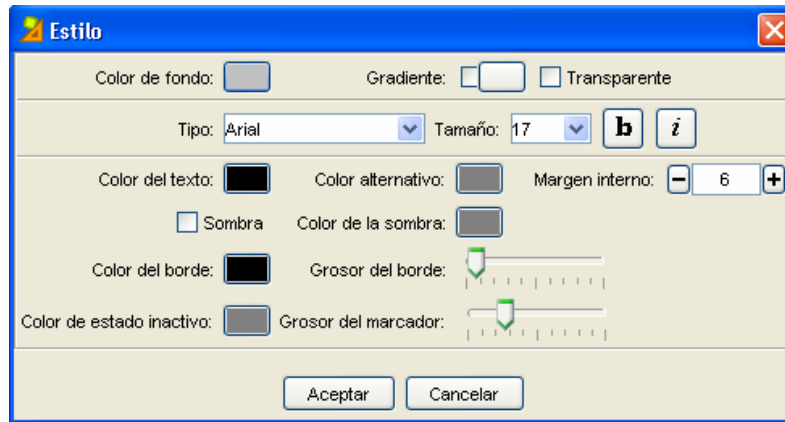 Estilo
Color de fondo: Gradiente: Transparente
Tipo: Arial Tamaño: 17 b i
Color del texto: Color alternativo: Margen interno: 6
Sombra Color de la sombra:
Color del borde: Grosor del borde:
Color de estado inactivo: Grosor del marcador:
Aceptar Cancelar